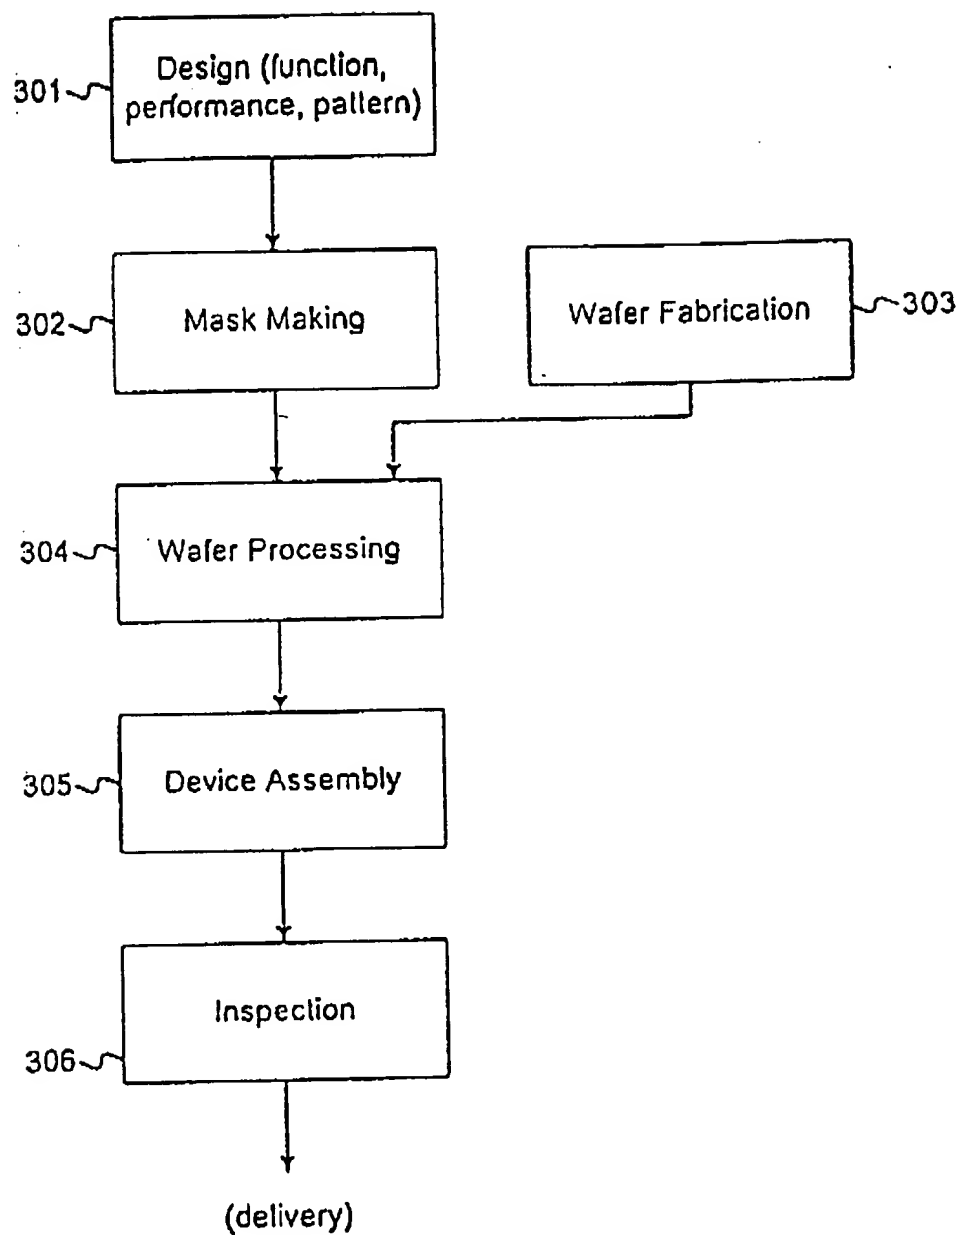 301
Design (function,
performance, pattern)
302
Mask Making
Wafer Fabrication
303
304
Wafer Processing
305
Device Assembly
Inspection
306
(delivery)